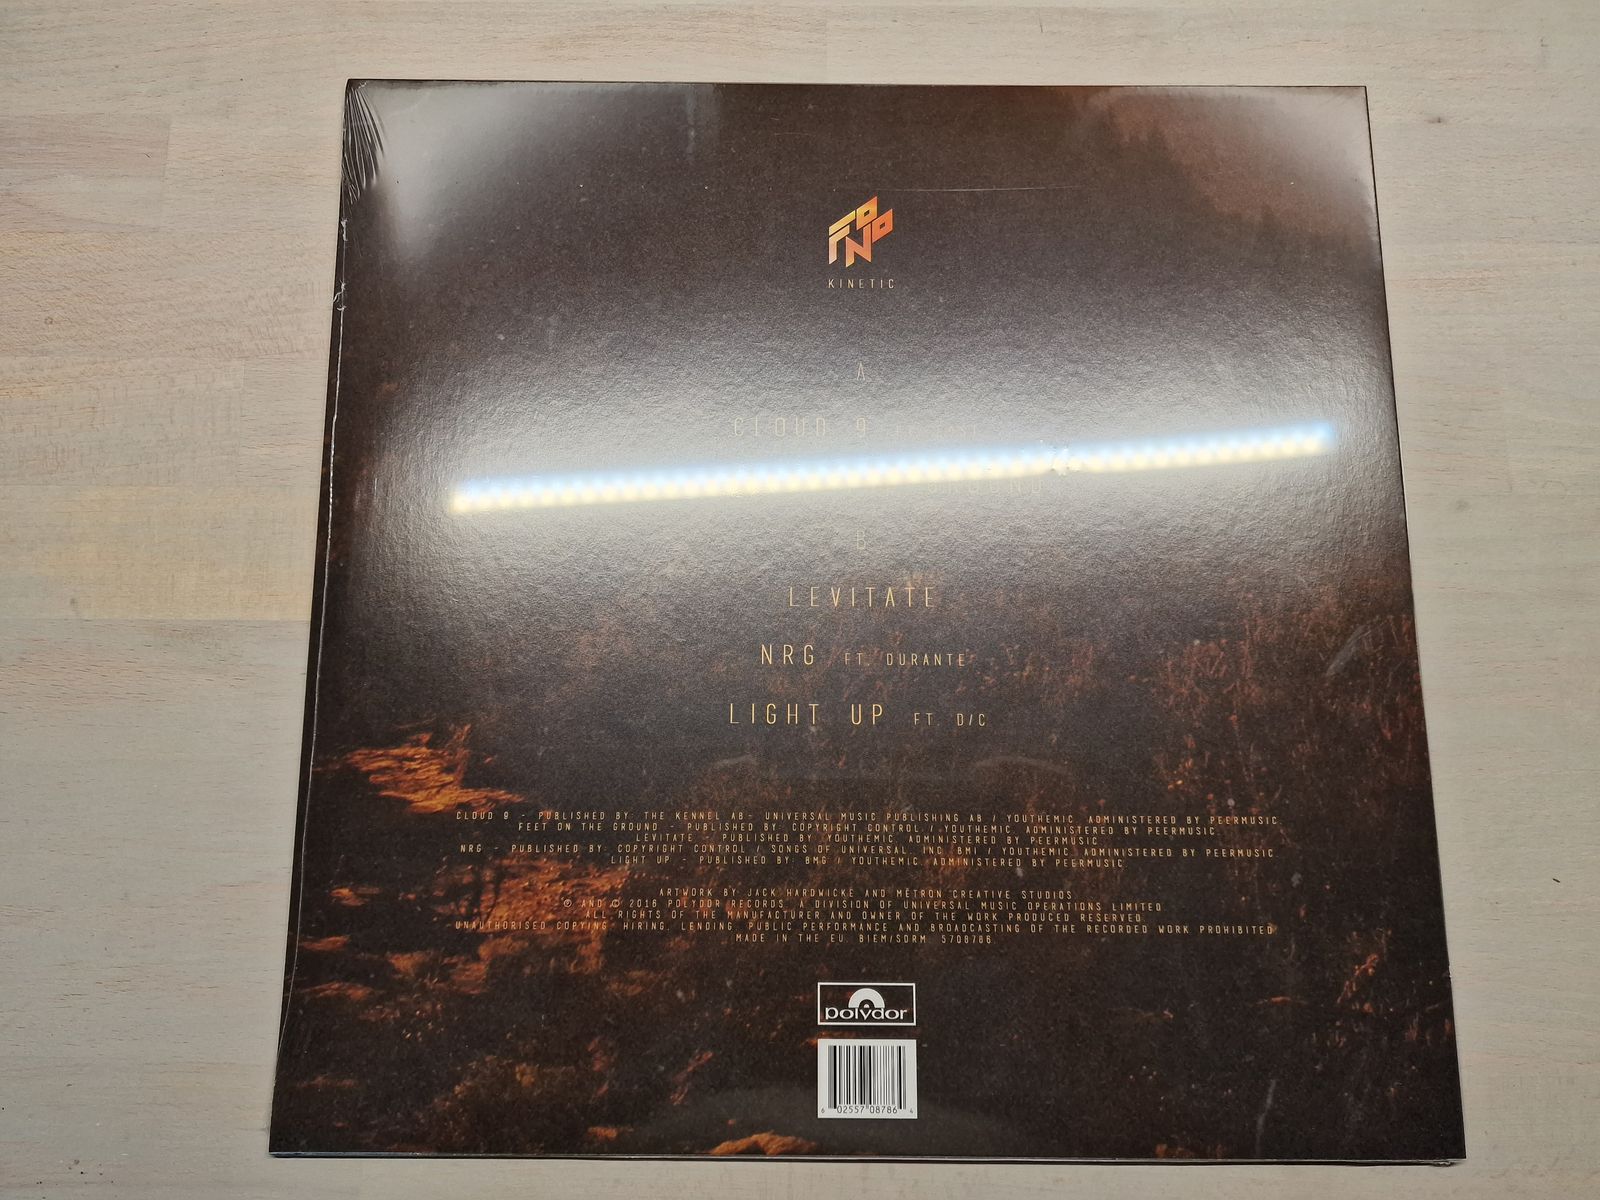 FONO
KINETIC
A
CLOUD 9
B
LEVITATE
NRG FT. DURANTE
LIGHT UP FT. D/C
CLOUD 9 - PUBLISHED BY: THE KENNEL AB- UNIVERSAL MUSIC PUBLISHING AB / YOUTHEMIC, ADMINISTERED BY PEERMUSIC.
FEET ON THE GROUND - PUBLISHED BY: COPYRIGHT CONTROL / YOUTHEMIC, ADMINISTERED BY PEERMUSIC.
LEVITATE - PUBLISHED BY YOUTHEMIC, ADMINISTERED BY PEERMUSIC
NRG - PUBLISHED BY: COPYRIGHT CONTROL / SONGS OF UNIVERSAL, INC. BMI / YOUTHEMIC, ADMINISTERED BY PEERMUSIC.
LIGHT UP - PUBLISHED BY: BMG / YOUTHEMIC, ADMINISTERED BY PEERMUSIC
ARTWORK BY JACK HARDWICKE AND METRON CREATIVE STUDIOS
℗ AND © 2016 POLYDOR RECORDS, A DIVISION OF UNIVERSAL MUSIC OPERATIONS LIMITED
ALL RIGHTS OF THE MANUFACTURER AND OWNER OF THE WORK PRODUCED RESERVED
UNAUTHORISED COPYING, HIRING, LENDING, PUBLIC PERFORMANCE AND BROADCASTING OF THE RECORDED WORK PROHIBITED
MADE IN THE EU. BIEM/SDRM. 5708786
polydor
6 02557 08786 4